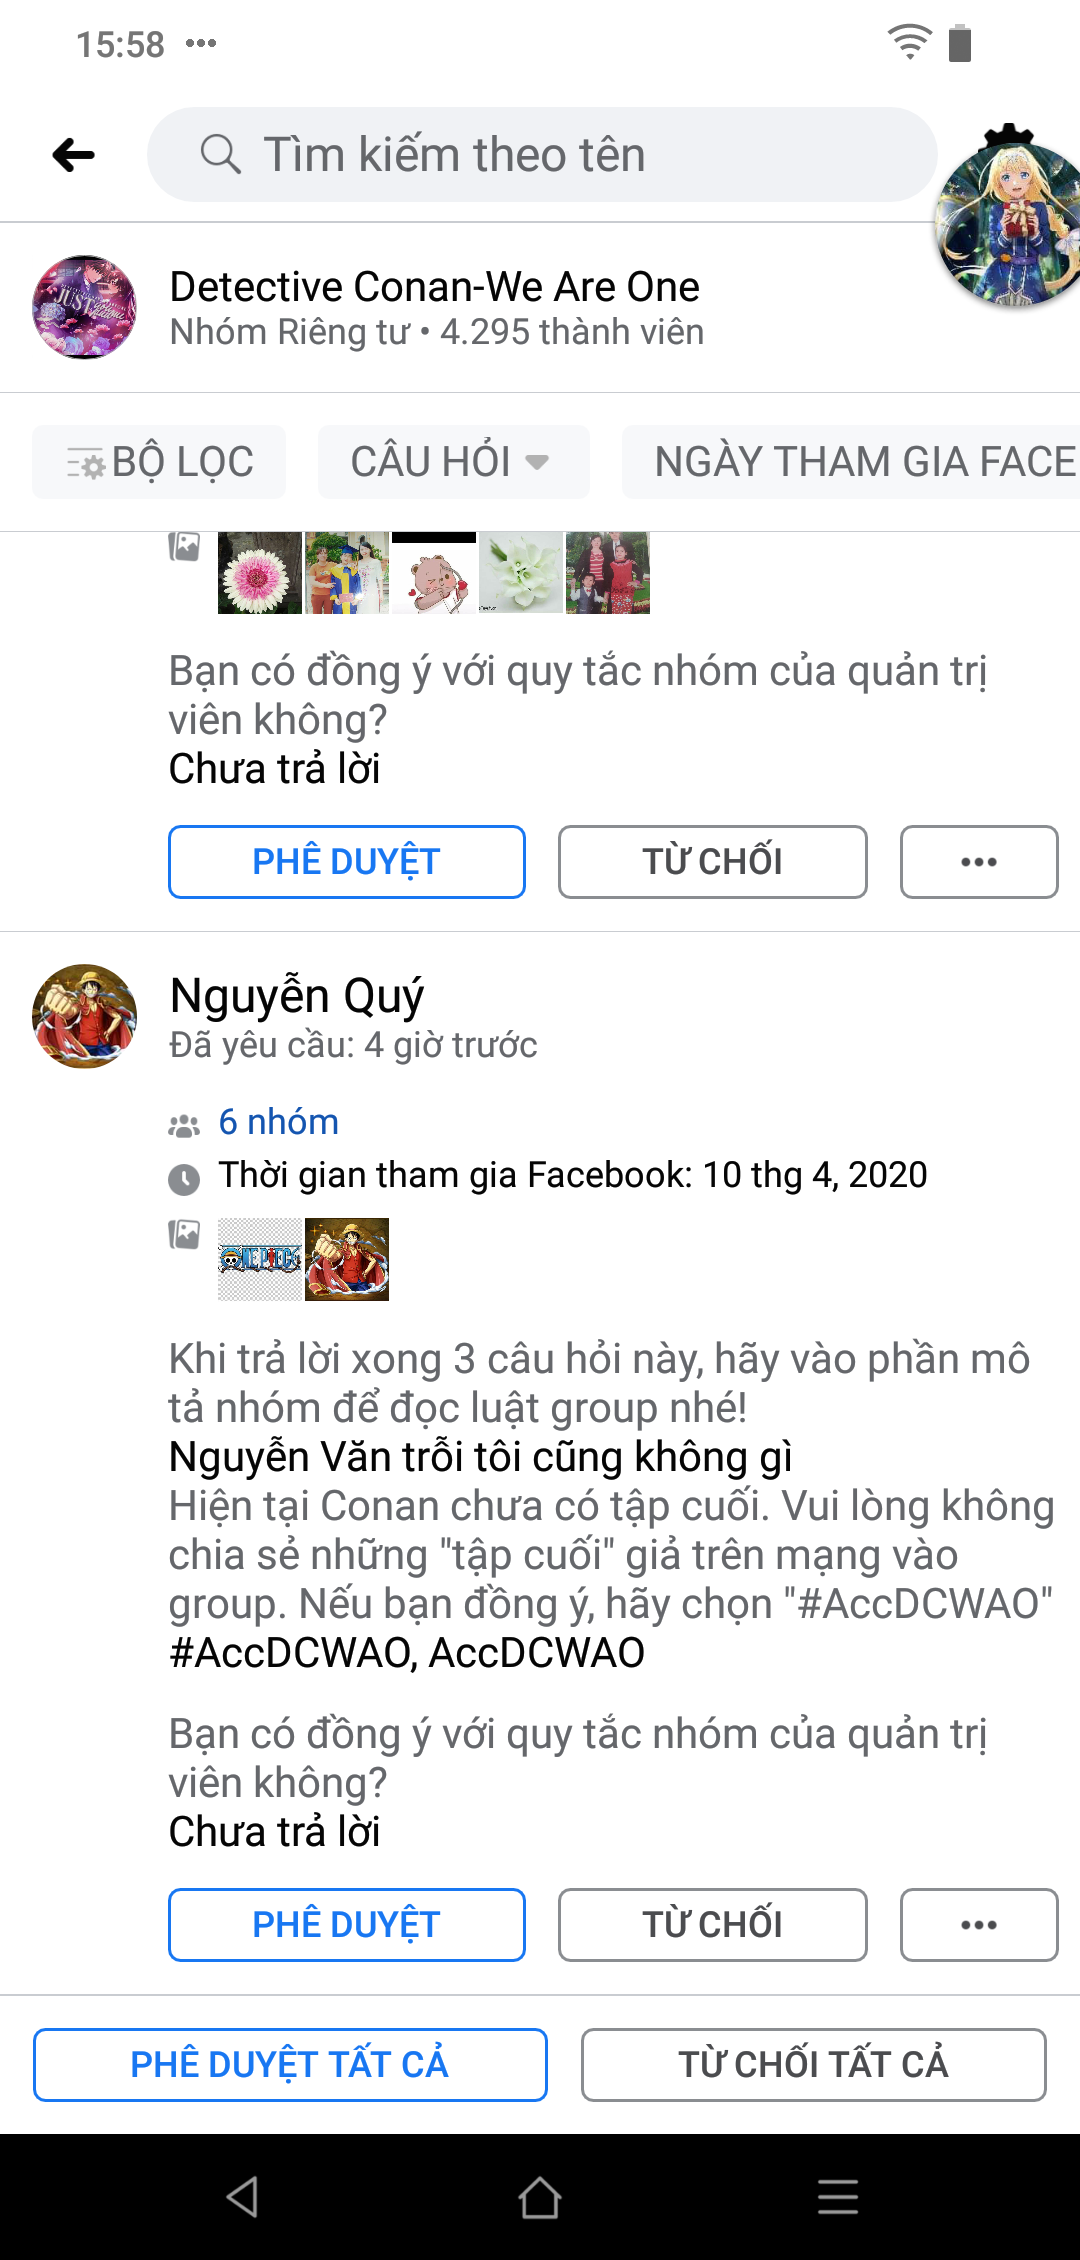 15:58
Tìm kiếm theo tên
Detective Conan-We Are One
Nhóm Riêng tư • 4.295 thành viên
BỘ LỌC
CÂU HỎI
NGÀY THAM GIA FACE
Bạn có đồng ý với quy tắc nhóm của quản trị
viên không?
Chưa trả lời
PHÊ DUYỆT
TỪ CHỐI
Nguyễn Quý
Đã yêu cầu: 4 giờ trước
6 nhóm
Thời gian tham gia Facebook: 10 thg 4, 2020
ONE PIECE
Khi trả lời xong 3 câu hỏi này, hãy vào phần mô
tả nhóm để đọc luật group nhé!
Nguyễn Văn trỗi tôi cũng không gì
Hiện tại Conan chưa có tập cuối. Vui lòng không
chia sẻ những "tập cuối" giả trên mạng vào
group. Nếu bạn đồng ý, hãy chọn "#AccDCWAO"
#AccDCWAO, AccDCWAO
Bạn có đồng ý với quy tắc nhóm của quản trị
viên không?
Chưa trả lời
PHÊ DUYỆT
TỪ CHỐI
PHÊ DUYỆT TẤT CẢ
TỪ CHỐI TẤT CẢ